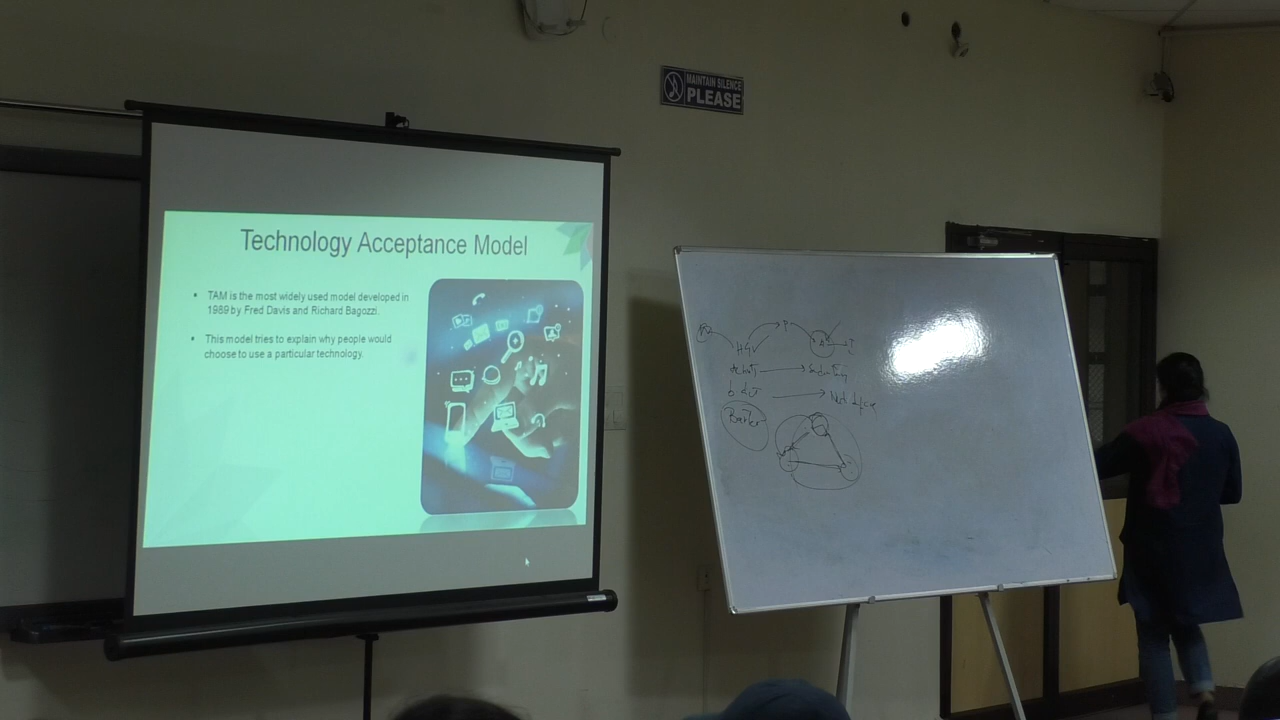 MAINTAIN SILENCE
PLEASE
Technology Acceptance Model
• TAM is the most widely used model developed in
1989 by Fred Davis and Richard Bagozzi.
• This model tries to explain why people would
choose to use a particular technology.